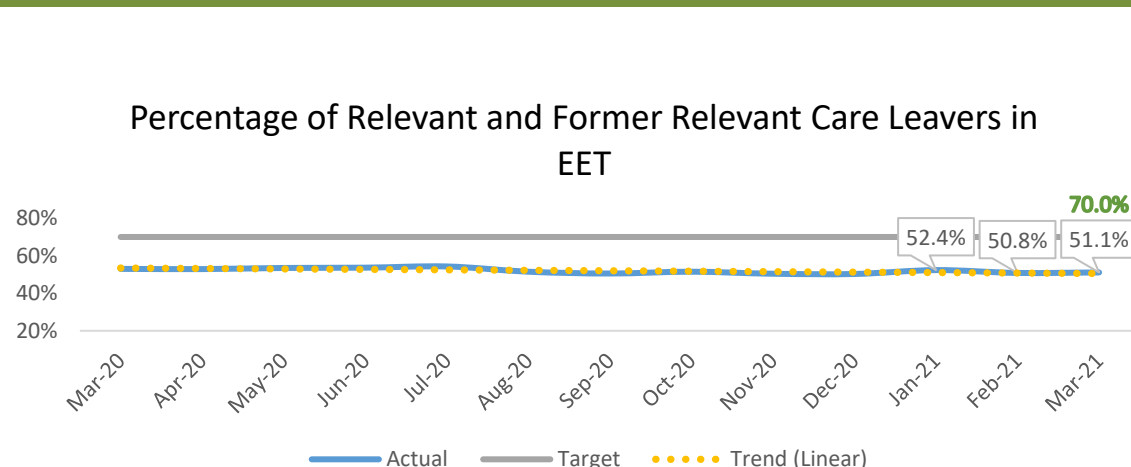 Percentage of Relevant and Former Relevant Care Leavers in
EET
70.0%
80%
52.4%
50.8%
51.1%
60%
40%
20%
Mar-20
Apr-20
May-20
Jun-20
Jul-20
Aug-20
Sep-20
Oct-20
Nov-20
Dec-20
Jan-21
Feb-21
Mar-21
Actual
Target
Trend (Linear)